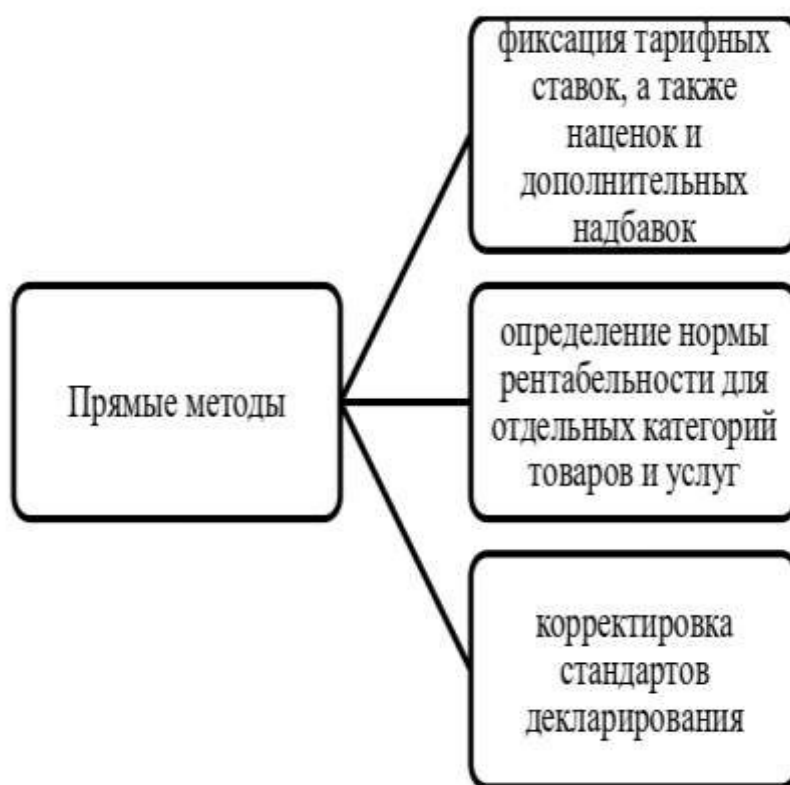 Прямые методы
фиксация тарифных
ставок, а также
наценок и
дополнительных
надбавок
определение нормы
рентабельности для
отдельных категорий
товаров и услуг
корректировка
стандартов
декларирования